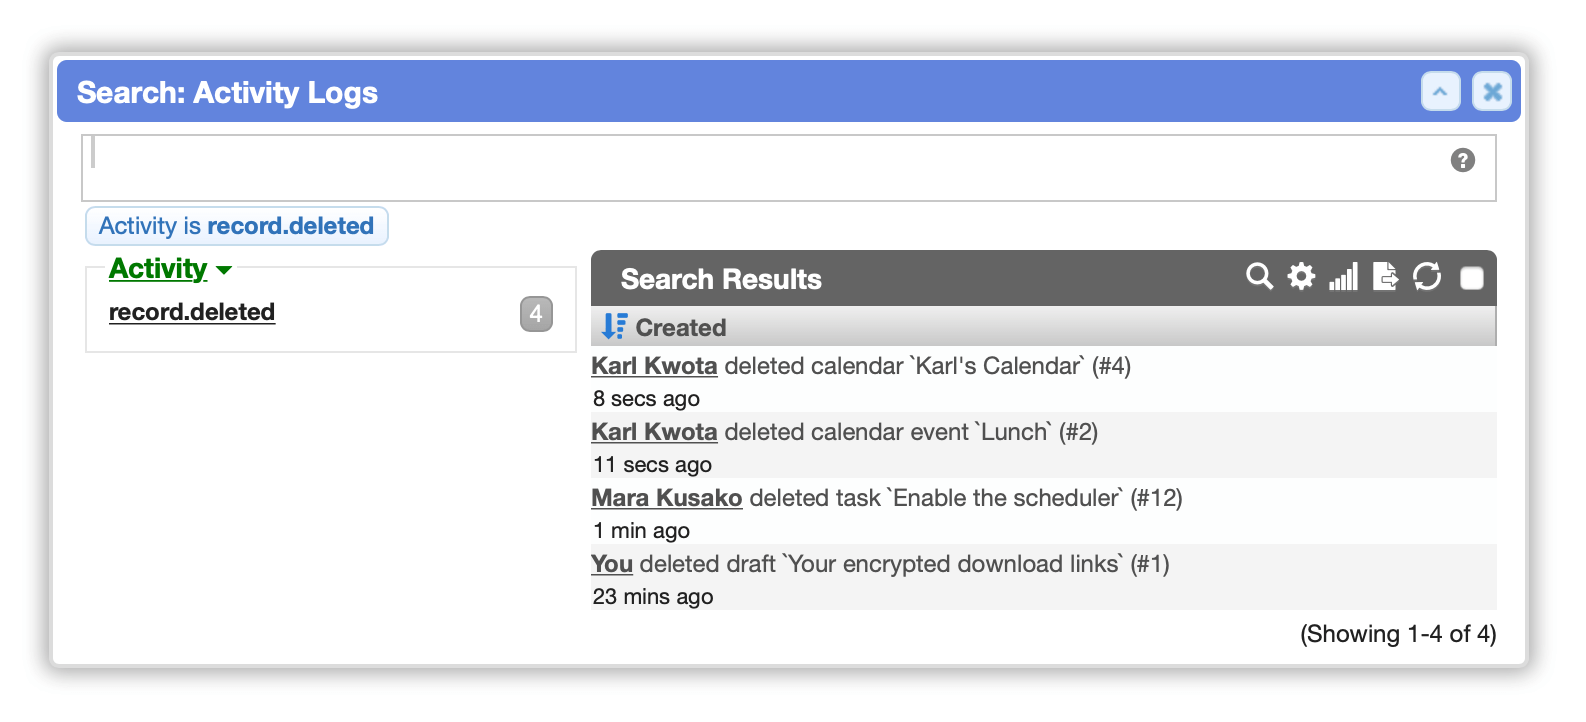 Search: Activity Logs
?
Activity is record.deleted
Activity
record.deleted 4
Search Results
Created
Karl Kwota deleted calendar `Karl's Calendar` (#4)
8 secs ago
Karl Kwota deleted calendar event `Lunch` (#2)
11 secs ago
Mara Kusako deleted task `Enable the scheduler` (#12)
1 min ago
You deleted draft `Your encrypted download links` (#1)
23 mins ago
(Showing 1-4 of 4)